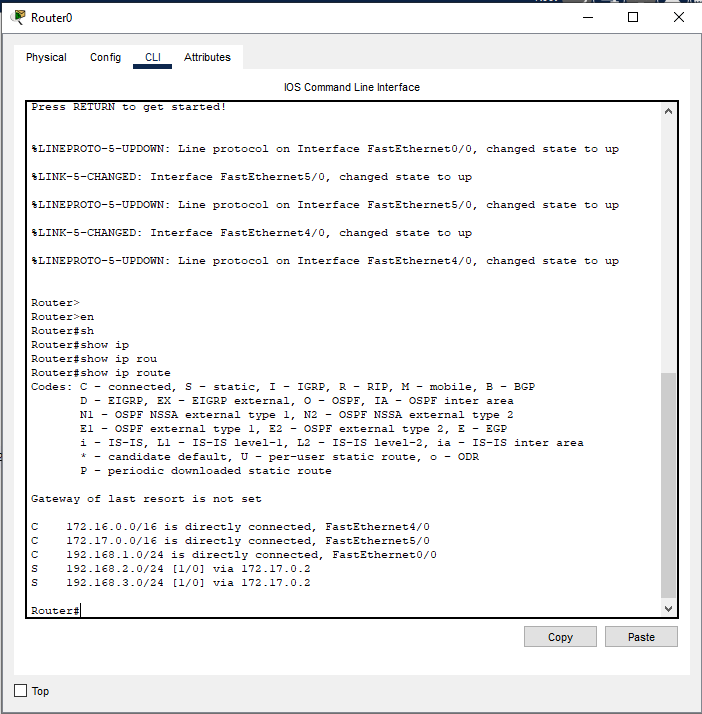 Router0
Physical Config CLI Attributes
IOS Command Line Interface
Press RETURN to get started!
%LINEPROTO-5-UPDOWN: Line protocol on Interface FastEthernet0/0, changed state to up
%LINK-5-CHANGED: Interface FastEthernet5/0, changed state to up
%LINEPROTO-5-UPDOWN: Line protocol on Interface FastEthernet5/0, changed state to up
%LINK-5-CHANGED: Interface FastEthernet4/0, changed state to up
%LINEPROTO-5-UPDOWN: Line protocol on Interface FastEthernet4/0, changed state to up
Router>
Router>en
Router#sh
Router#show ip
Router#show ip rou
Router#show ip route
Codes: C - connected, S - static, I - IGRP, R - RIP, M - mobile, B - BGP
D - EIGRP, EX - EIGRP external, O - OSPF, IA - OSPF inter area
N1 - OSPF NSSA external type 1, N2 - OSPF NSSA external type 2
E1 - OSPF external type 1, E2 - OSPF external type 2, E - EGP
i - IS-IS, L1 - IS-IS level-1, L2 - IS-IS level-2, ia - IS-IS inter area
* - candidate default, U - per-user static route, o - ODR
P - periodic downloaded static route
Gateway of last resort is not set
C 172.16.0.0/16 is directly connected, FastEthernet4/0
C 172.17.0.0/16 is directly connected, FastEthernet5/0
C 192.168.1.0/24 is directly connected, FastEthernet0/0
S 192.168.2.0/24 [1/0] via 172.17.0.2
S 192.168.3.0/24 [1/0] via 172.17.0.2
Router#
Copy Paste
Top